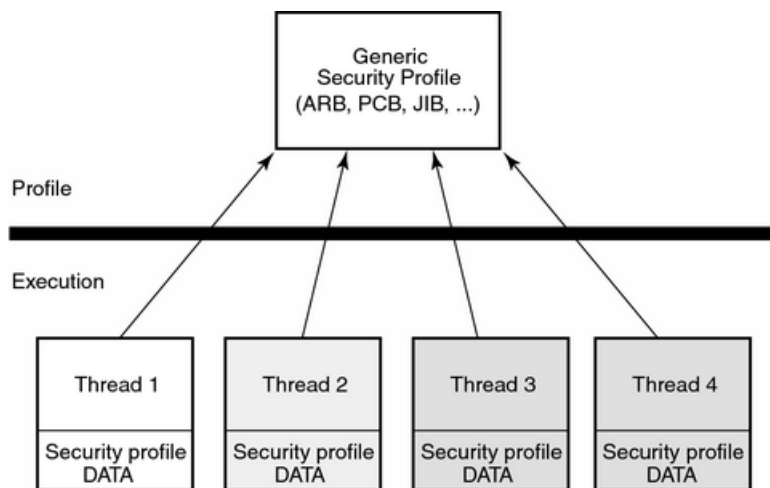 Generic
Security Profile
(ARB, PCB, JIB, ...)
Profile
Execution
Thread 1
Thread 2
Thread 3
Thread 4
Security profile
DATA
Security profile
DATA
Security profile
DATA
Security profile
DATA